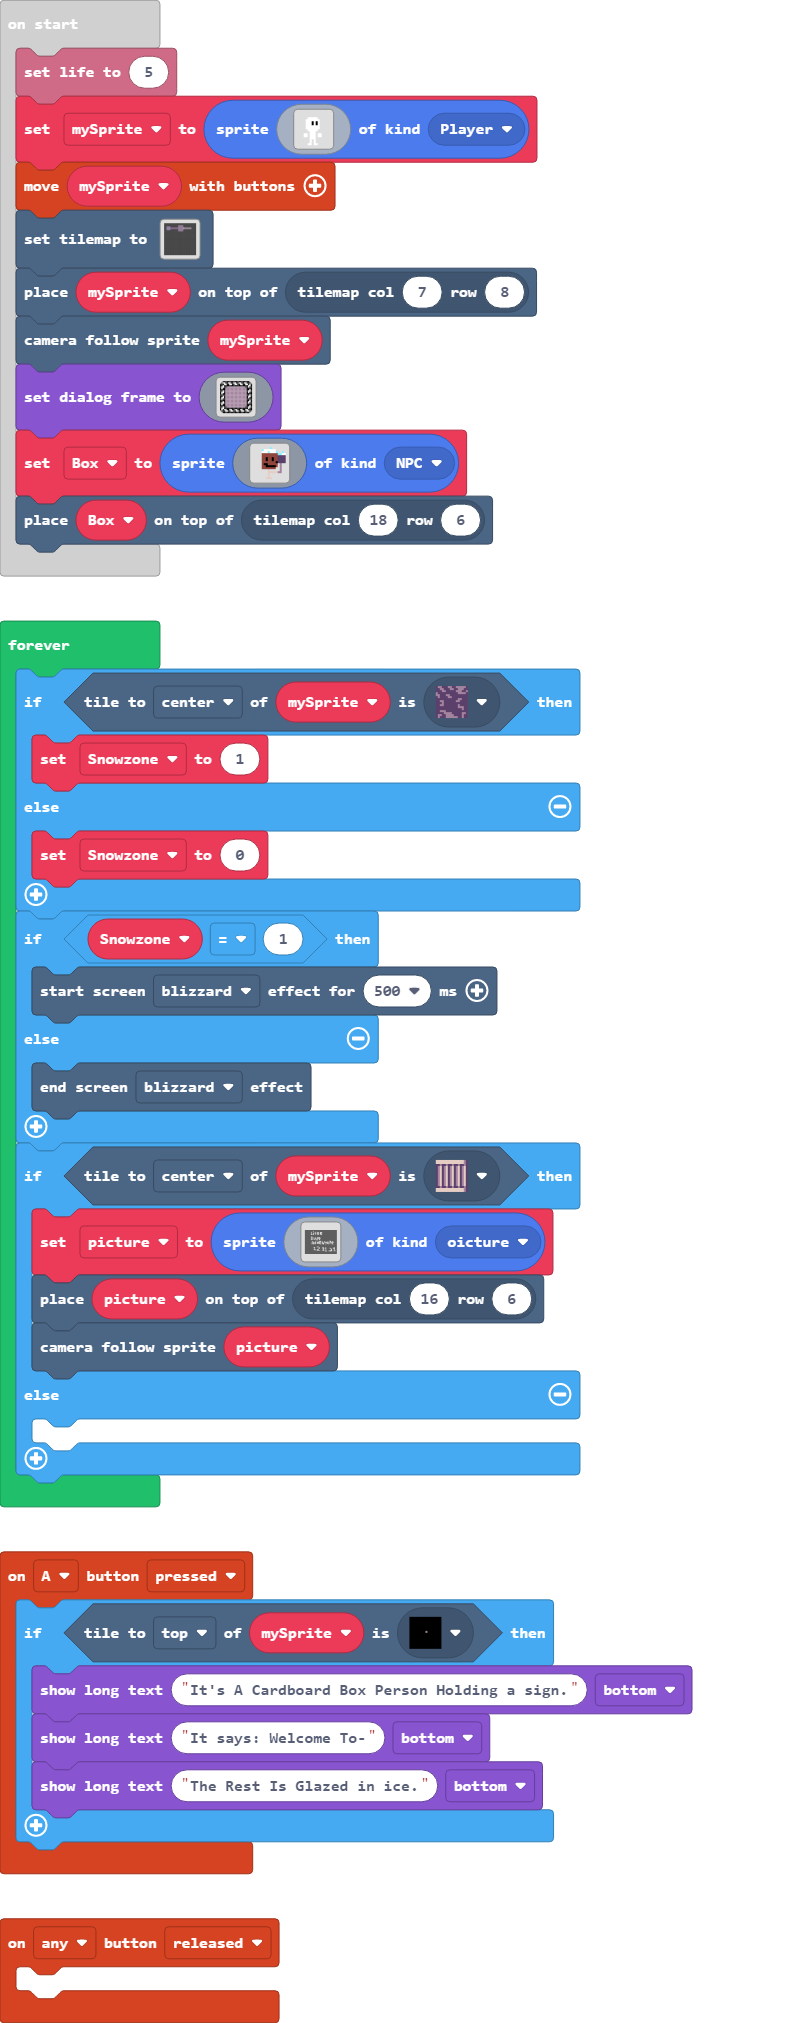 on start
set life to 5
set mySprite to sprite of kind Player
move mySprite with buttons
set tilemap to
place mySprite on top of tilemap col 7 row 8
camera follow sprite mySprite
set dialog frame to
set Box to sprite of kind NPC
place Box on top of tilemap col 18 row 6
forever
if tile to center of mySprite is then
set Snowzone to 1
else
set Snowzone to 0
if Snowzone = 1 then
start screen blizzard effect for 500 ms
else
end screen blizzard effect
if tile to center of mySprite is then
set picture to sprite of kind oicture
place picture on top of tilemap col 16 row 6
camera follow sprite picture
else
on A button pressed
if tile to top of mySprite is then
show long text "It's A Cardboard Box Person Holding a sign." bottom
show long text "It says: Welcome To-" bottom
show long text "The Rest Is Glazed in ice." bottom
on any button released